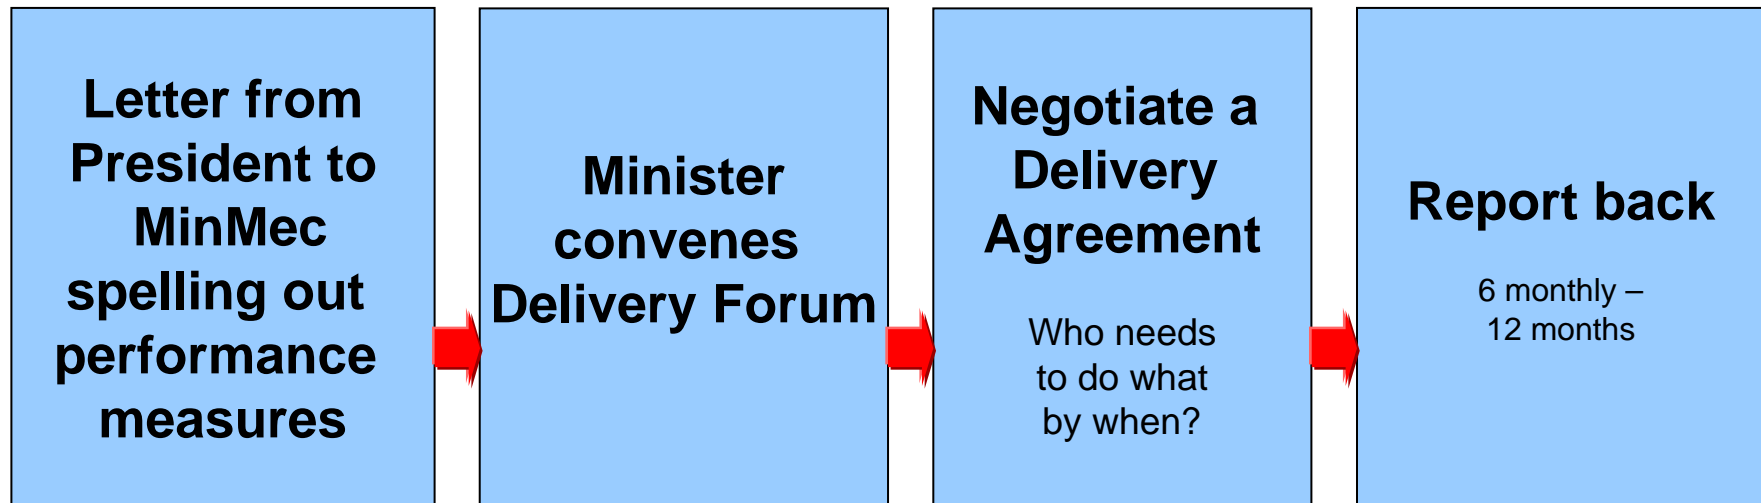 Letter from
President to
MinMec
spelling out
performance
measures
Minister
convenes
Delivery Forum
Negotiate a
Delivery
Agreement
Who needs
to do what
by when?
Report back
6 monthly –
12 months